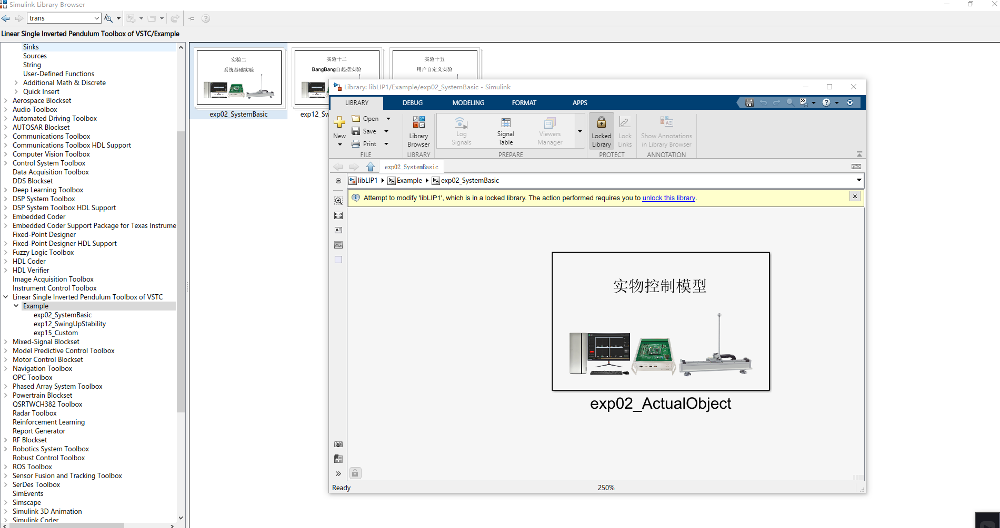 Simulink Library Browser
trans
Linear Single Inverted Pendulum Toolbox of VSTC/Example
Sinks
Sources
String
User-Defined Functions
Additional Math & Discrete
Quick Insert
Aerospace Blockset
Audio Toolbox
Automated Driving Toolbox
AUTOSAR Blockset
Communications Toolbox
Communications Toolbox HDL Support
Computer Vision Toolbox
Control System Toolbox
Data Acquisition Toolbox
DDS Blockset
Deep Learning Toolbox
DSP System Toolbox
DSP System Toolbox HDL Support
Embedded Coder
Embedded Coder Support Package for Texas Instrume
Fixed-Point Designer
Fixed-Point Designer HDL Support
Fuzzy Logic Toolbox
HDL Coder
HDL Verifier
Image Acquisition Toolbox
Instrument Control Toolbox
Linear Single Inverted Pendulum Toolbox of VSTC
Example
exp02_SystemBasic
exp12_SwingUpStability
exp15_Custom
Mixed-Signal Blockset
Model Predictive Control Toolbox
Motor Control Blockset
Navigation Toolbox
OPC Toolbox
Phased Array System Toolbox
Powertrain Blockset
QSRTWCH382 Toolbox
Radar Toolbox
Reinforcement Learning
Report Generator
RF Blockset
Robotics System Toolbox
Robust Control Toolbox
ROS Toolbox
Sensor Fusion and Tracking Toolbox
SerDes Toolbox
SimEvents
Simscape
Simulink 3D Animation
Simulink Coder
实验二
系统基础实验
exp02_SystemBasic
实验十二
BangBang自起摆实验
exp12_Sw
实验十五
用户自定义实验
Library: libLIP1/Example/exp02_SystemBasic - Simulink
LIBRARY DEBUG MODELING FORMAT APPS
New
Open
Save
Print
FILE
Library Browser
LIBRARY
Log Signals
Signal Table
Viewers Manager
PREPARE
Locked Library
Lock Links
PROTECT
Show Annotations in Library Browser
ANNOTATION
exp02_SystemBasic
libLIP1 Example exp02_SystemBasic
Attempt to modify 'libLIP1', which is in a locked library. The action performed requires you to unlock this library.
实物控制模型
exp02_ActualObject
Ready
250%